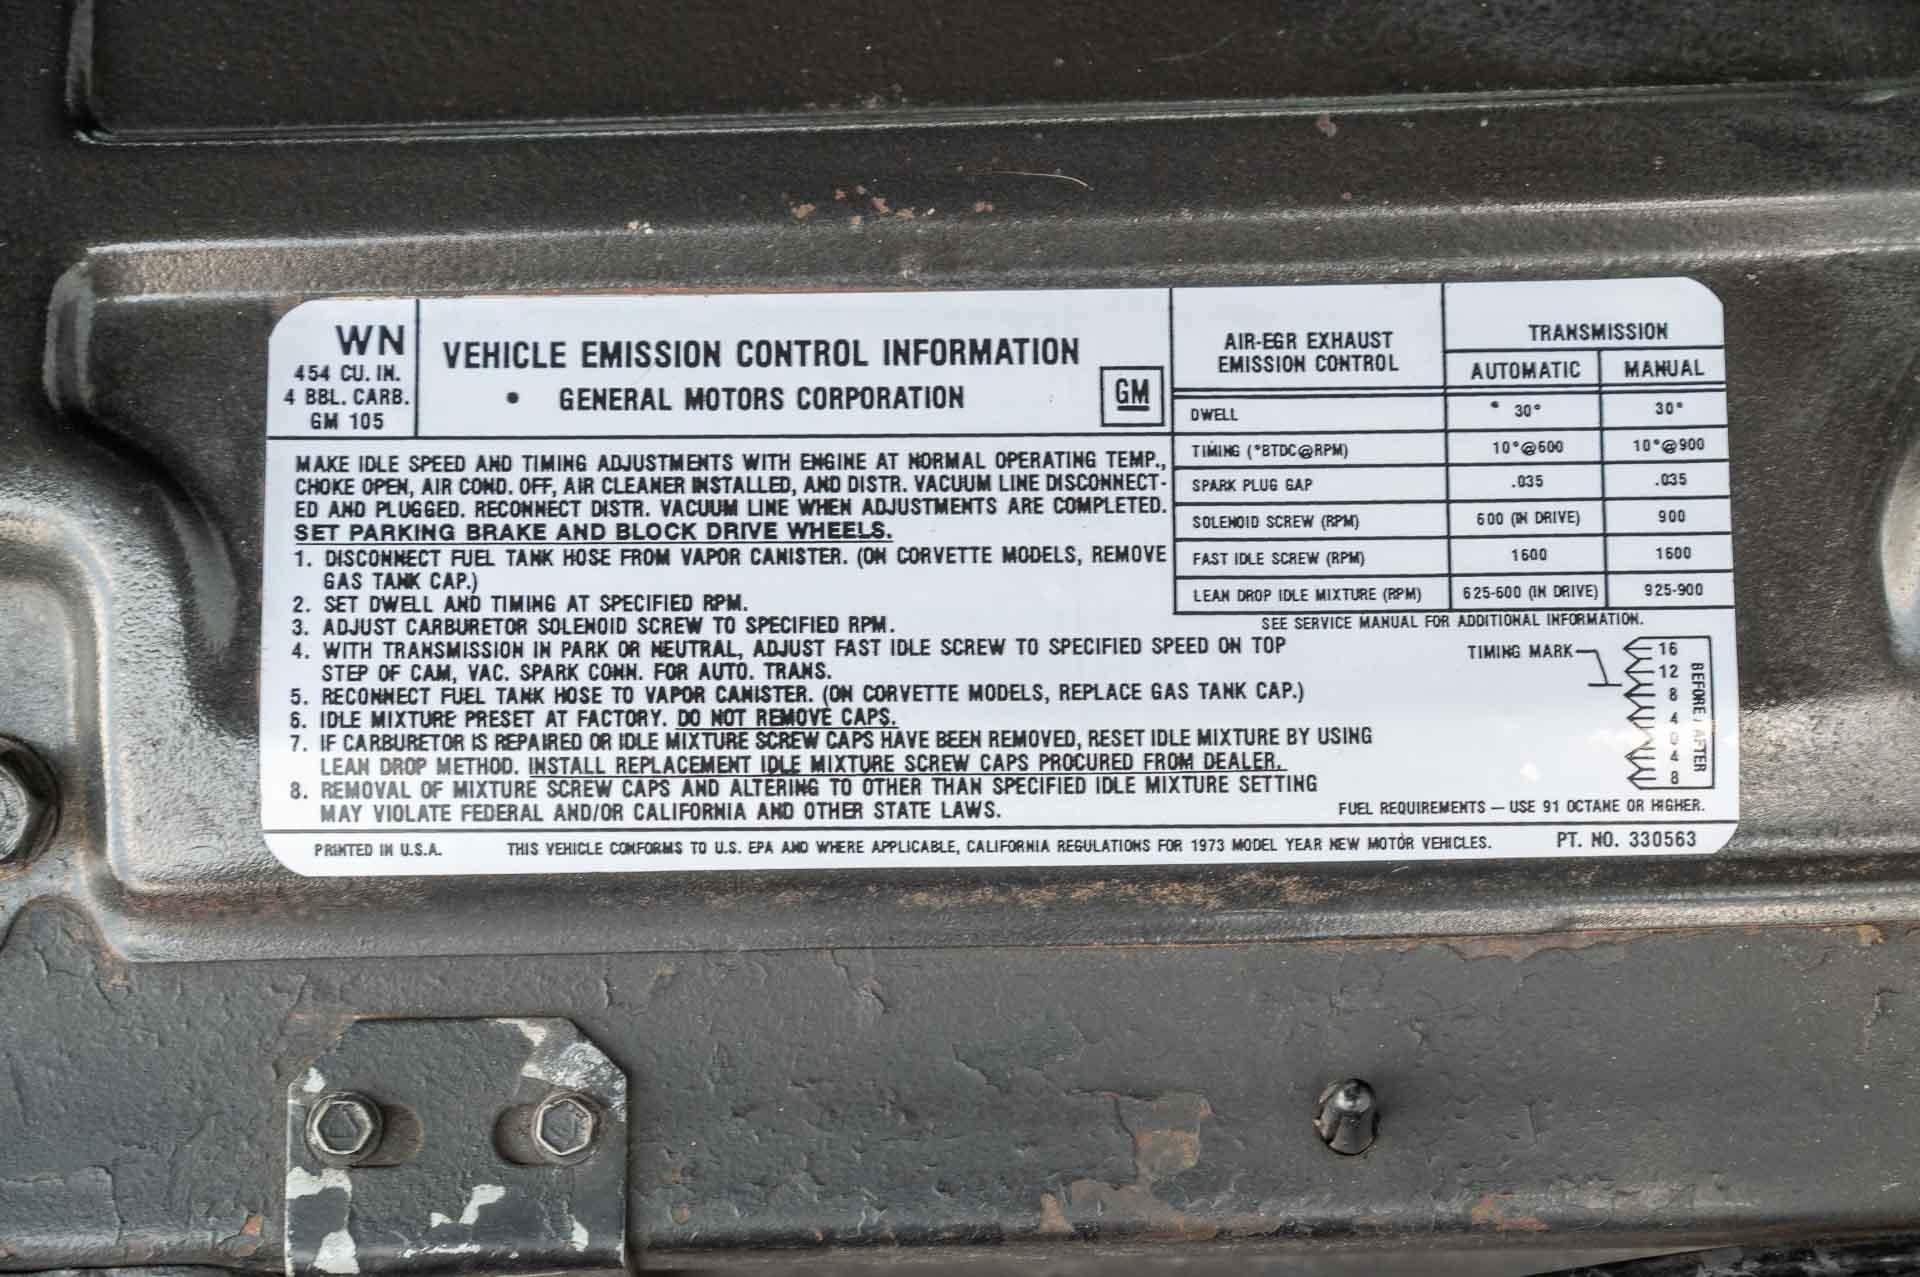 WN
454 CU. IN.
4 BBL. CARB.
GM 105
VEHICLE EMISSION CONTROL INFORMATION
• GENERAL MOTORS CORPORATION
GM
AIR-EGR EXHAUST
EMISSION CONTROL
TRANSMISSION
AUTOMATIC MANUAL
DWELL 30° 30°
TIMING (°BTDC@RPM) 10°@600 10°@900
SPARK PLUG GAP .035 .035
SOLENOID SCREW (RPM) 600 (IN DRIVE) 900
FAST IDLE SCREW (RPM) 1600 1600
LEAN DROP IDLE MIXTURE (RPM) 625-600 (IN DRIVE) 925-900
SEE SERVICE MANUAL FOR ADDITIONAL INFORMATION.
MAKE IDLE SPEED AND TIMING ADJUSTMENTS WITH ENGINE AT NORMAL OPERATING TEMP.,
CHOKE OPEN, AIR COND. OFF, AIR CLEANER INSTALLED, AND DISTR. VACUUM LINE DISCONNECT-
ED AND PLUGGED. RECONNECT DISTR. VACUUM LINE WHEN ADJUSTMENTS ARE COMPLETED.
SET PARKING BRAKE AND BLOCK DRIVE WHEELS.
1. DISCONNECT FUEL TANK HOSE FROM VAPOR CANISTER. (ON CORVETTE MODELS, REMOVE
GAS TANK CAP.)
2. SET DWELL AND TIMING AT SPECIFIED RPM.
3. ADJUST CARBURETOR SOLENOID SCREW TO SPECIFIED RPM.
4. WITH TRANSMISSION IN PARK OR NEUTRAL, ADJUST FAST IDLE SCREW TO SPECIFIED SPEED ON TOP
STEP OF CAM, VAC. SPARK CONN. FOR AUTO. TRANS.
5. RECONNECT FUEL TANK HOSE TO VAPOR CANISTER. (ON CORVETTE MODELS, REPLACE GAS TANK CAP.)
6. IDLE MIXTURE PRESET AT FACTORY. DO NOT REMOVE CAPS.
7. IF CARBURETOR IS REPAIRED OR IDLE MIXTURE SCREW CAPS HAVE BEEN REMOVED, RESET IDLE MIXTURE BY USING
LEAN DROP METHOD. INSTALL REPLACEMENT IDLE MIXTURE SCREW CAPS PROCURED FROM DEALER.
8. REMOVAL OF MIXTURE SCREW CAPS AND ALTERING TO OTHER THAN SPECIFIED IDLE MIXTURE SETTING
MAY VIOLATE FEDERAL AND/OR CALIFORNIA AND OTHER STATE LAWS.
TIMING MARK
16
12
8
4
0
4
8
BEFORE / AFTER
FUEL REQUIREMENTS — USE 91 OCTANE OR HIGHER.
PRINTED IN U.S.A. THIS VEHICLE CONFORMS TO U.S. EPA AND WHERE APPLICABLE, CALIFORNIA REGULATIONS FOR 1973 MODEL YEAR NEW MOTOR VEHICLES. PT. NO. 330563